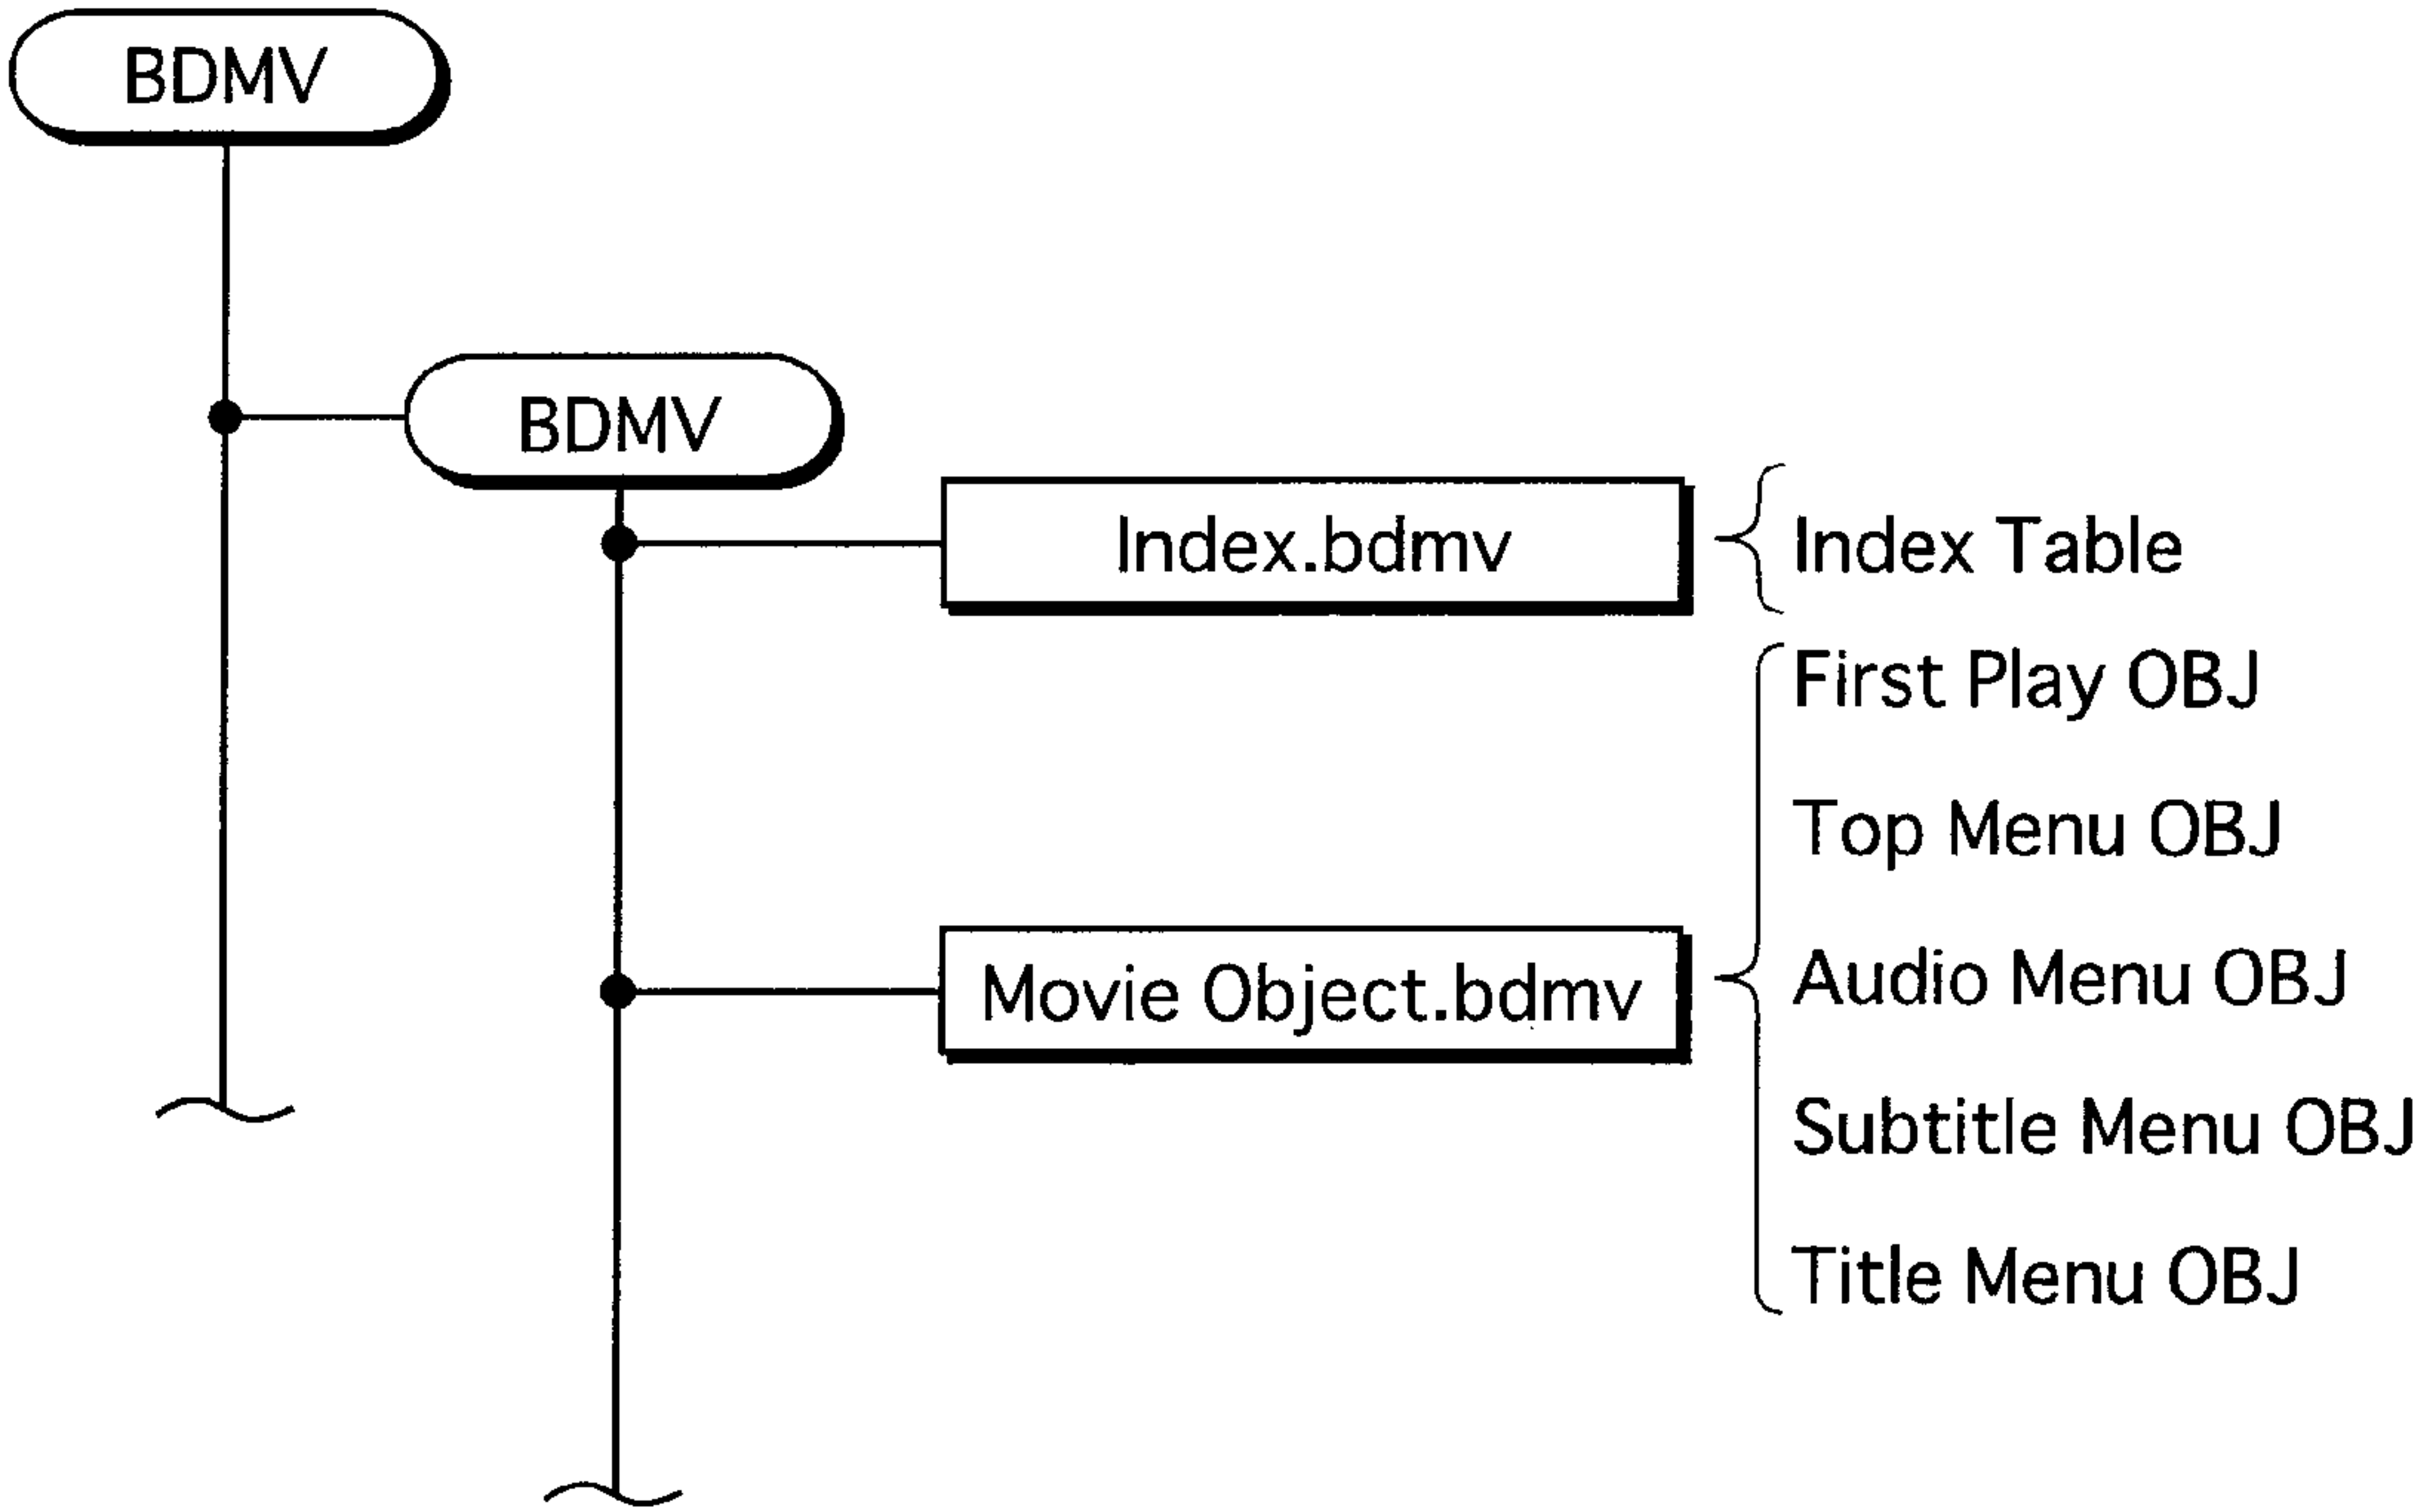 BDMV
BDMV
Index.bdmv
Index Table
First Play OBJ
Top Menu OBJ
Movie Object.bdmv
Audio Menu OBJ
Subtitle Menu OBJ
Title Menu OBJ